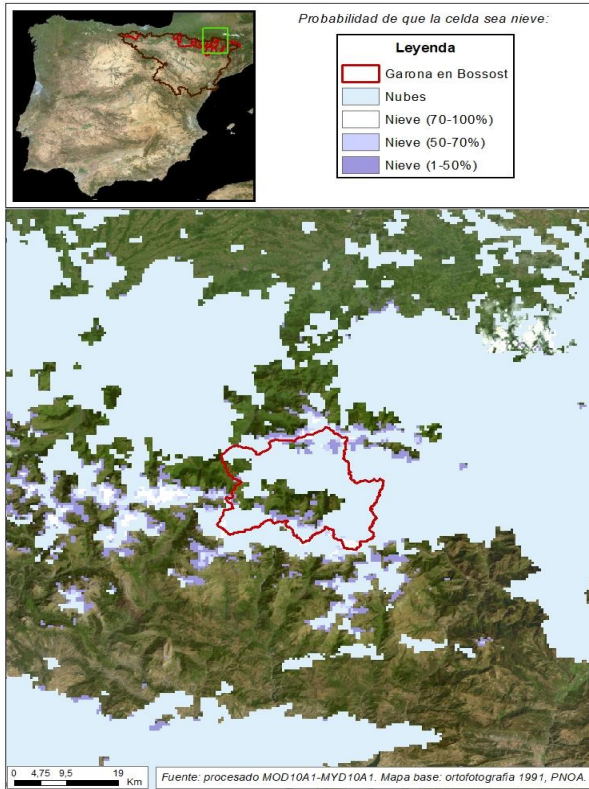 Probabilidad de que la celda sea nieve:
Leyenda
Garona en Bossost
Nubes
Nieve (70-100%)
Nieve (50-70%)
Nieve (1-50%)
0 4,75 9,5 19
Km
Fuente: procesado MOD10A1-MYD10A1. Mapa base: ortofotografia 1991, PNOA.